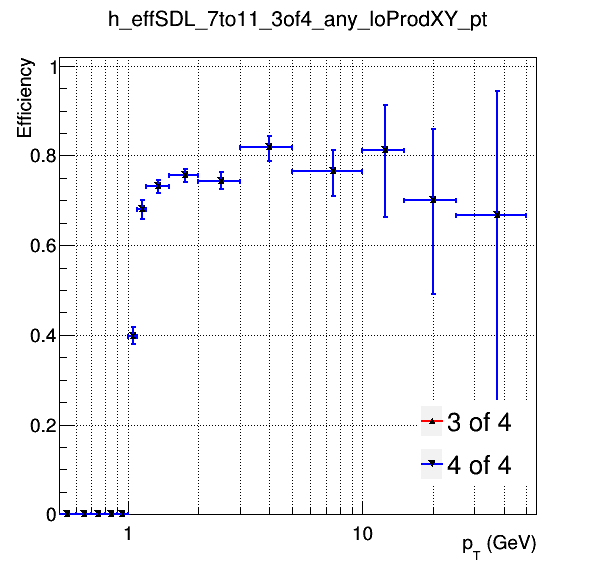 h_effSDL_7to11_3of4_any_loProdXY_pt
Efficiency
1
0.8
0.6
0.4
0.2
0
3 of 4
4 of 4
1
10
p_T (GeV)